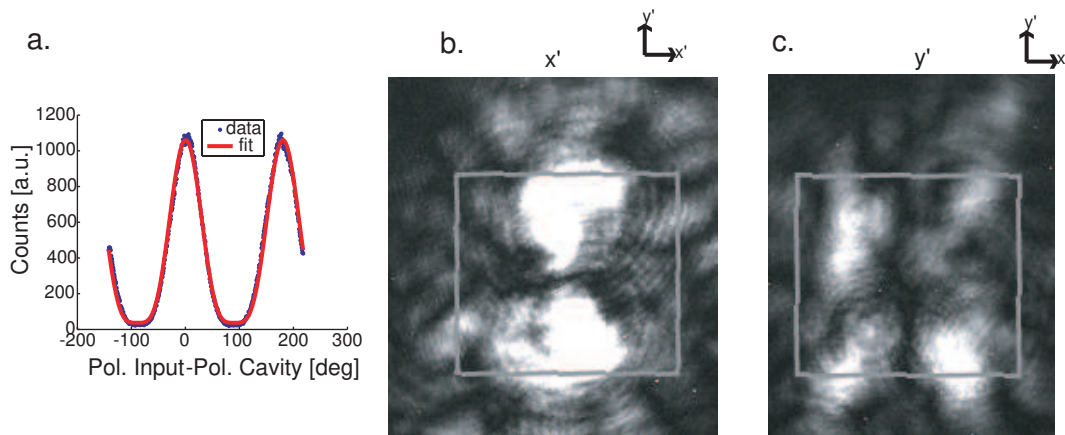 a.
1200
1000
800
600
400
200
0
Counts [a.u.]
data
fit
-200 -100 0 100 200 300
Pol. Input-Pol. Cavity [deg]
b.
x'
y'
x'
c.
y'
y'
x